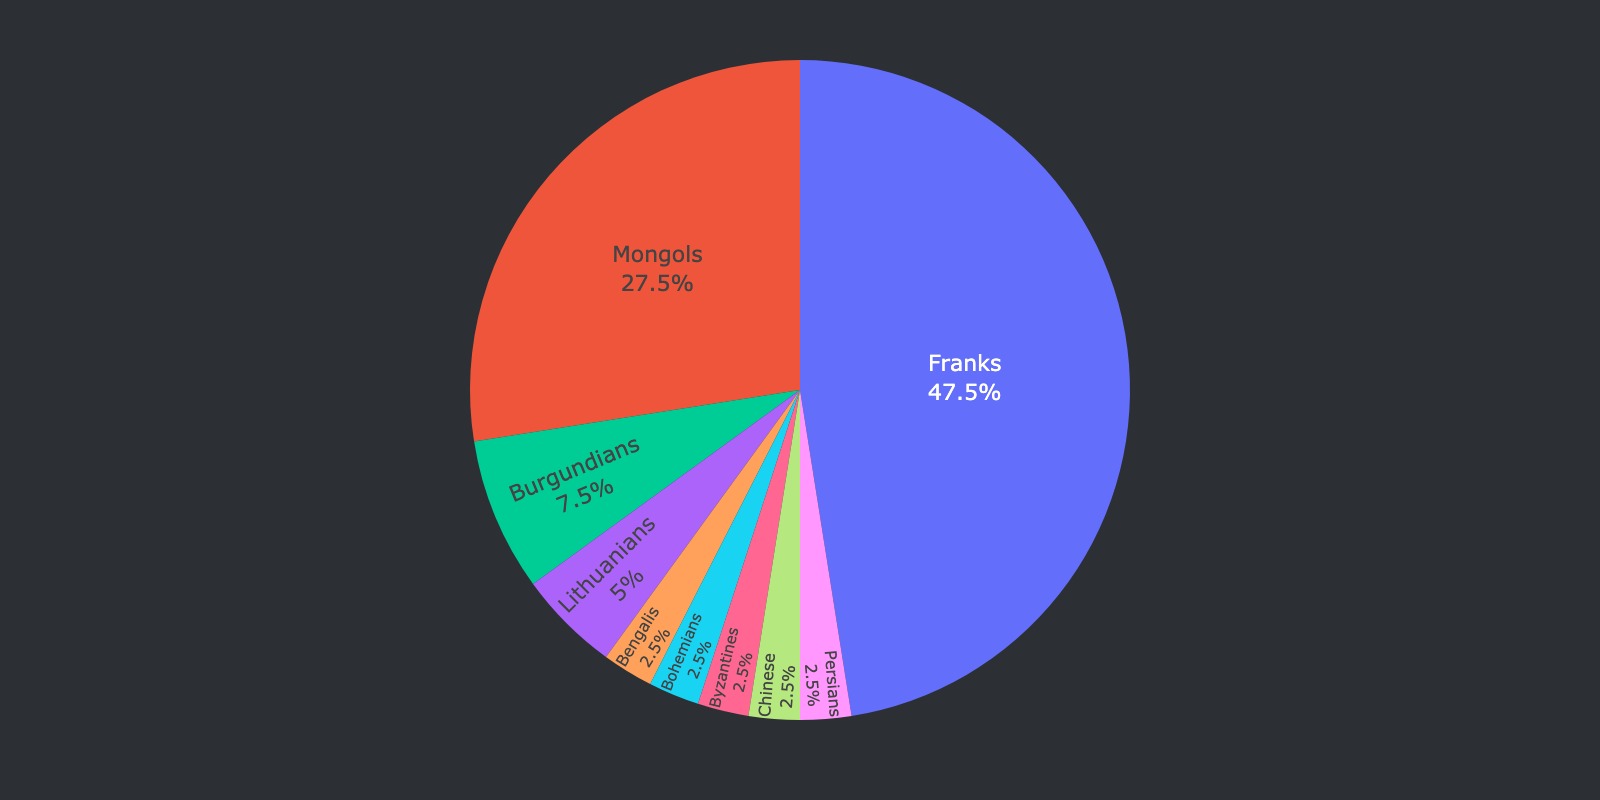 Mongols
27.5%
Franks
47.5%
Burgundians
7.5%
Lithuanians
5%
Bengalis
2.5%
Bohemians
2.5%
Byzantines
2.5%
Chinese
2.5%
Persians
2.5%